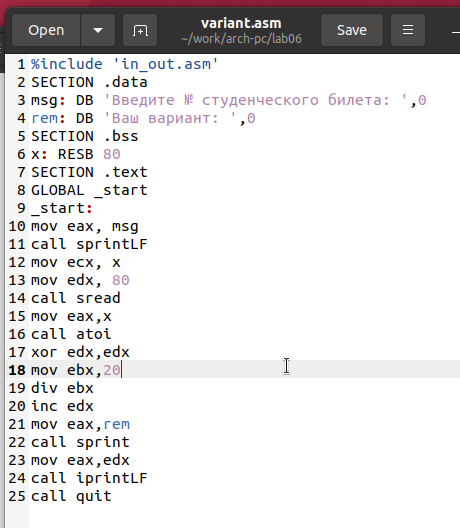 Open
variant.asm
~/work/arch-pc/lab06
Save
1 %include 'in_out.asm'
2 SECTION .data
3 msg: DB 'Введите № студенческого билета: ',0
4 rem: DB 'Ваш вариант: ',0
5 SECTION .bss
6 x: RESB 80
7 SECTION .text
8 GLOBAL _start
9 _start:
10 mov eax, msg
11 call sprintLF
12 mov ecx, x
13 mov edx, 80
14 call sread
15 mov eax,x
16 call atoi
17 xor edx,edx
18 mov ebx,20
19 div ebx
20 inc edx
21 mov eax,rem
22 call sprint
23 mov eax,edx
24 call iprintLF
25 call quit